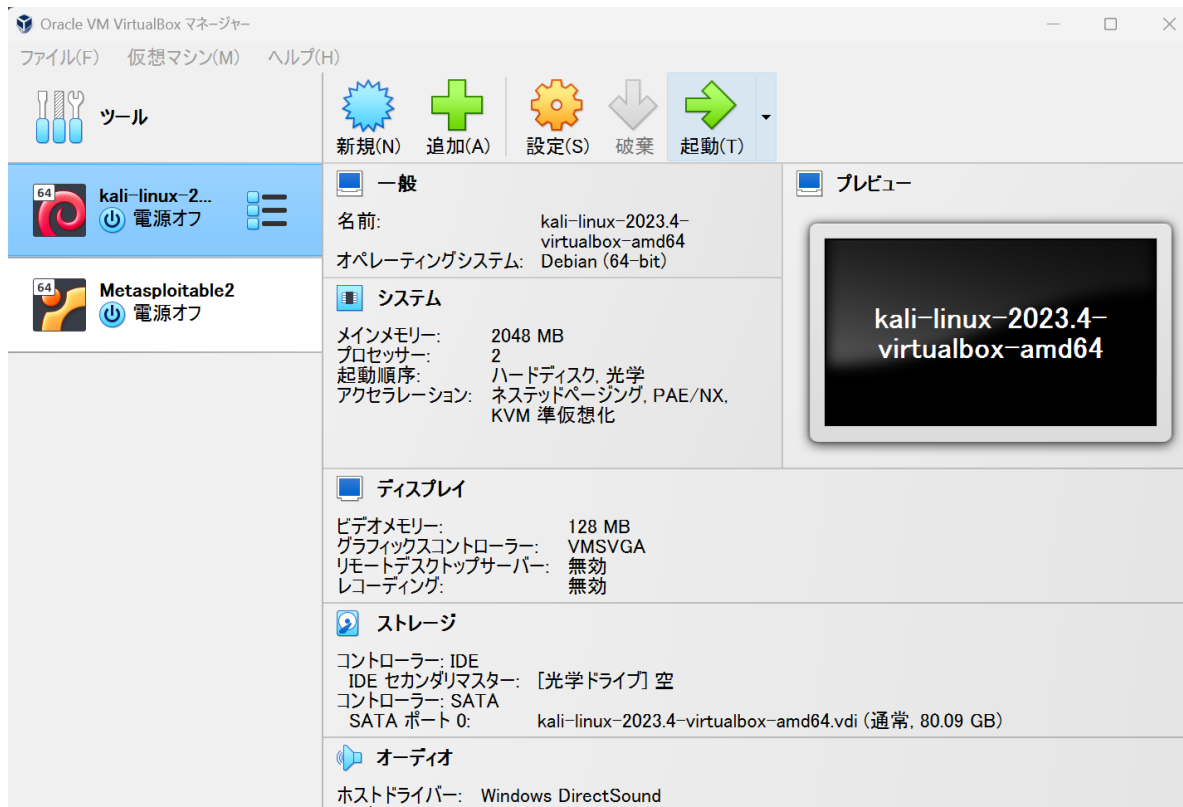 Oracle VM VirtualBox マネージャー
ファイル(F) 仮想マシン(M) ヘルプ(H)
ツール
新規(N) 追加(A) 設定(S) 破棄 起動(T)
64
kali-linux-2...
電源オフ
64
Metasploitable2
電源オフ
一般
名前: kali-linux-2023.4-
virtualbox-amd64
オペレーティングシステム: Debian (64-bit)
システム
メインメモリー: 2048 MB
プロセッサー: 2
起動順序: ハードディスク, 光学
アクセラレーション: ネステッドページング, PAE/NX,
KVM 準仮想化
プレビュー
kali-linux-2023.4-
virtualbox-amd64
ディスプレイ
ビデオメモリー: 128 MB
グラフィックスコントローラー: VMSVGA
リモートデスクトップサーバー: 無効
レコーディング: 無効
ストレージ
コントローラー: IDE
IDE セカンダリマスター: [光学ドライブ] 空
コントローラー: SATA
SATA ポート 0: kali-linux-2023.4-virtualbox-amd64.vdi (通常, 80.09 GB)
オーディオ
ホストドライバー: Windows DirectSound